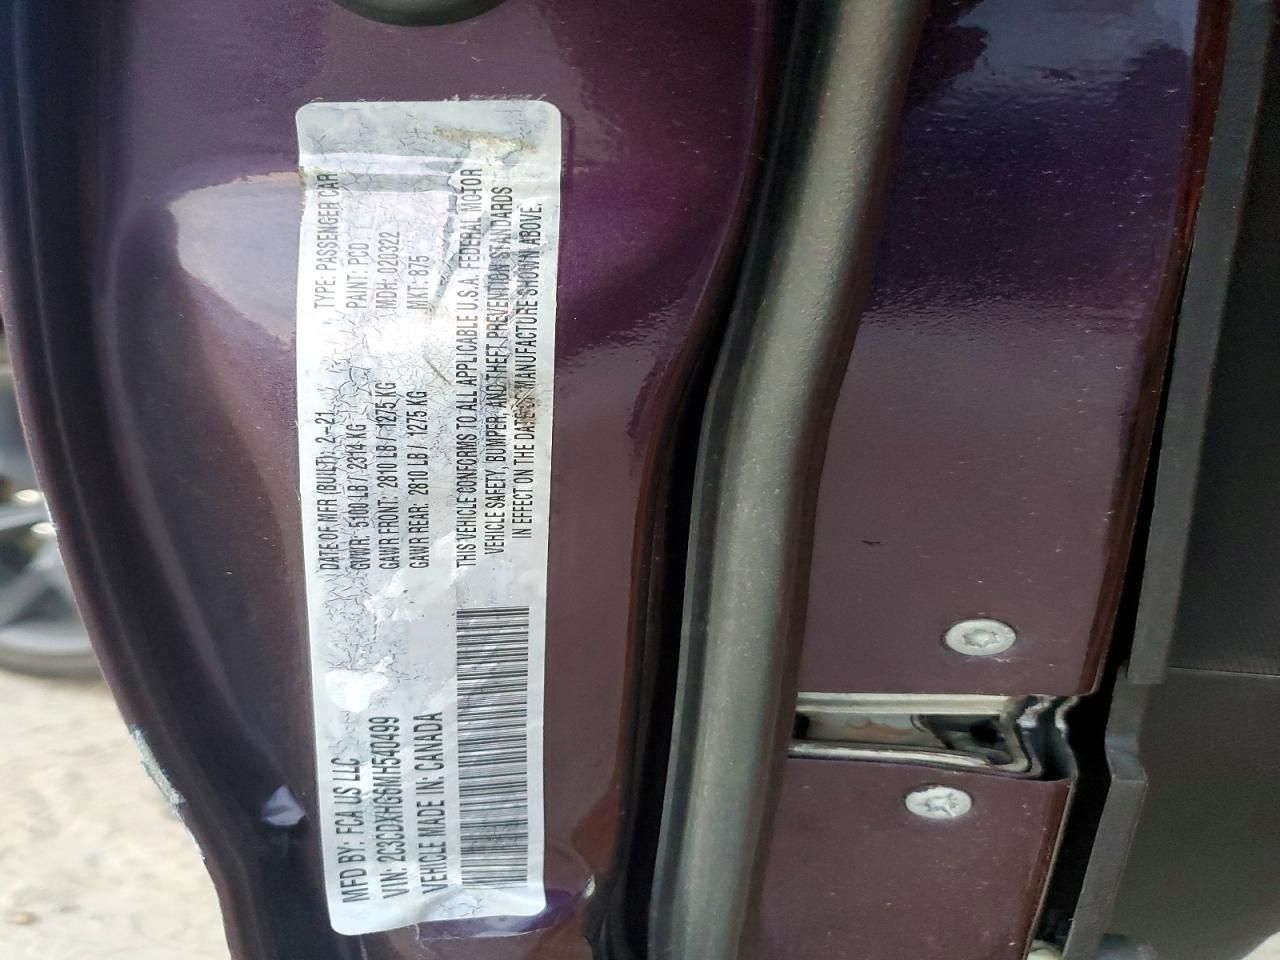 MFD BY: FCA US LLC
VIN: 2C3CDXHG6MH540499
VEHICLE MADE IN: CANADA
DATE OF MFR (BUILT): 2-21 TYPE: PASSENGER CAR
GVWR: 5100 LB / 2314 KG PAINT: PCD
GAWR FRONT: 2810 LB / 1275 KG MDH: 020322
GAWR REAR: 2810 LB / 1275 KG MKT: 875
THIS VEHICLE CONFORMS TO ALL APPLICABLE U.S.A. FEDERAL MOTOR
VEHICLE SAFETY, BUMPER, AND THEFT PREVENTION STANDARDS
IN EFFECT ON THE DATE OF MANUFACTURE SHOWN ABOVE.